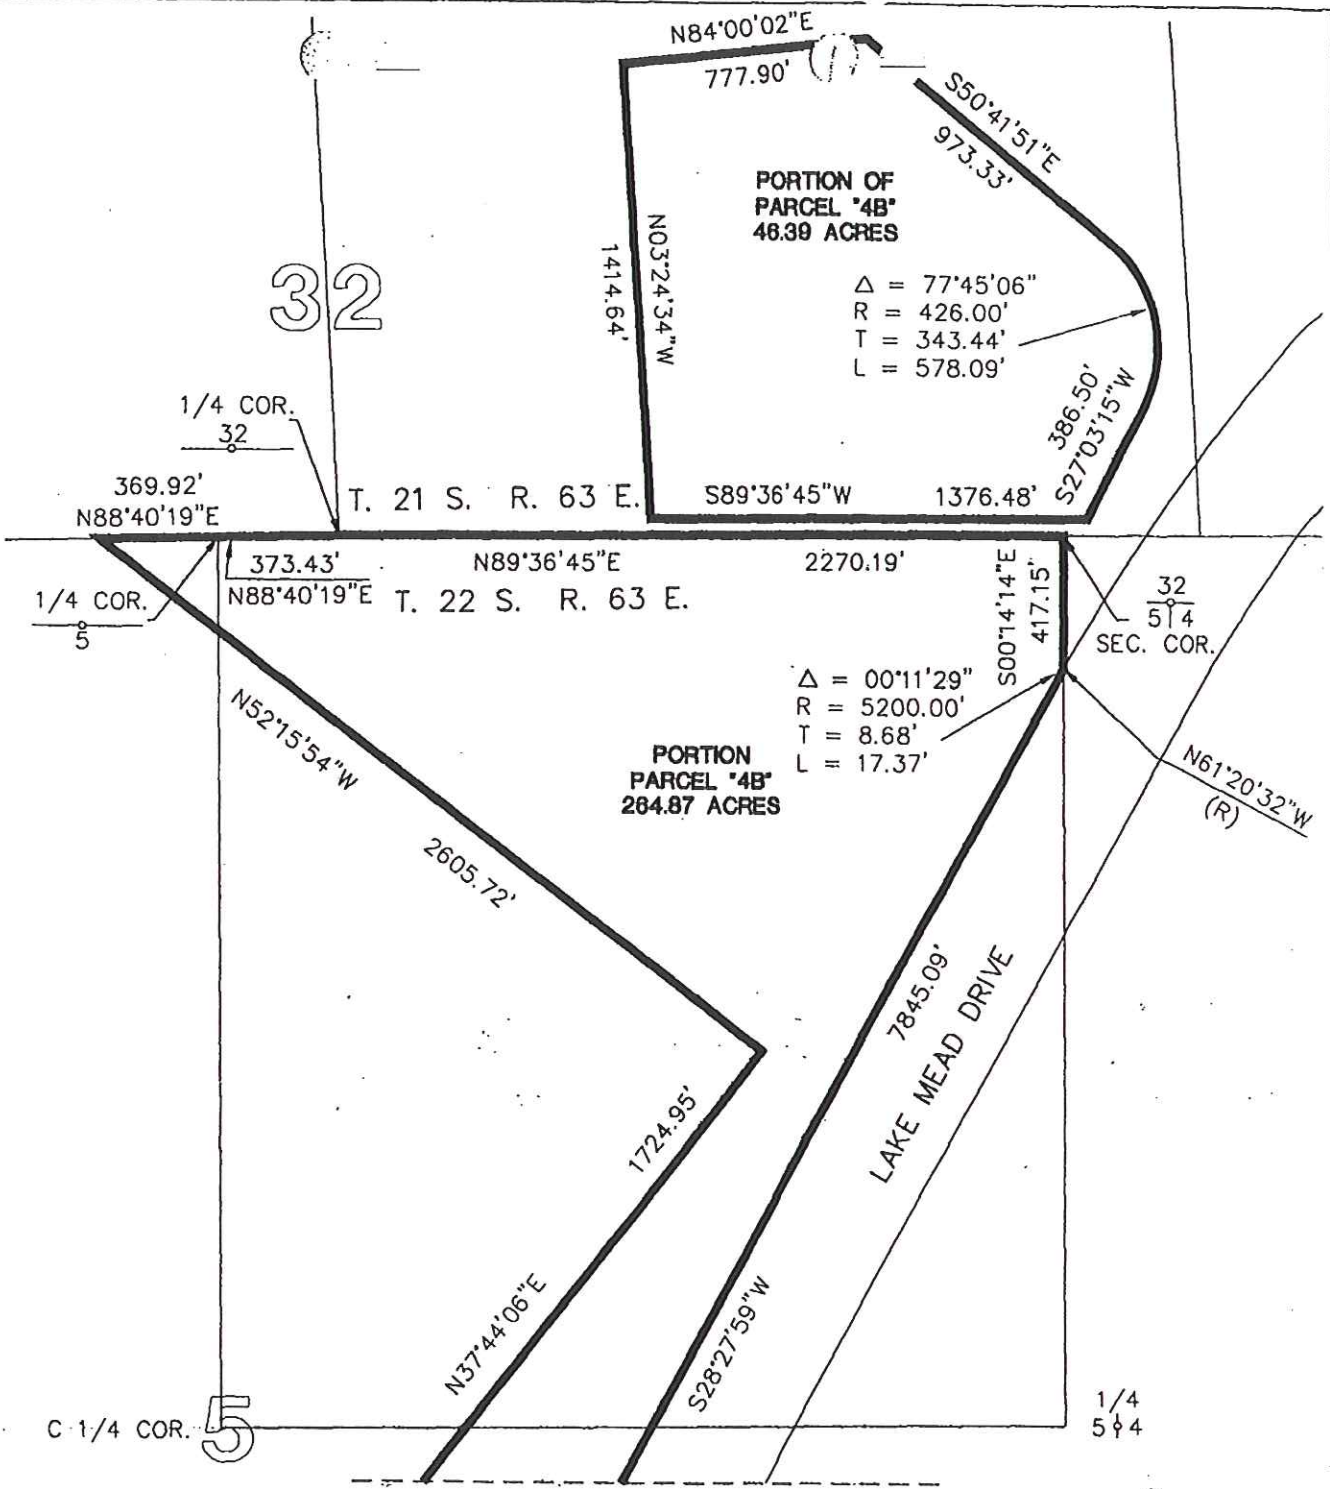 N84°00'02"E
777.90'
S50°41'51"E
973.33'
PORTION OF
PARCEL "4B"
46.39 ACRES
N03°24'34"W
1414.64'
Δ = 77°45'06"
R = 426.00'
T = 343.44'
L = 578.09'
32
386.50'
S27°03'15"W
1/4 COR.
32
369.92'
N88°40'19"E
T. 21 S. R. 63 E.
S89°36'45"W 1376.48'
373.43'
N88°40'19"E
N89°36'45"E 2270.19'
T. 22 S. R. 63 E.
1/4 COR.
5
S00°14'14"E
417.15'
32
5 4
SEC. COR.
Δ = 00°11'29"
R = 5200.00'
T = 8.68'
L = 17.37'
N52°15'54"W
2605.72'
PORTION
PARCEL "4B"
264.87 ACRES
N61°20'32"W
(R)
7845.09'
LAKE MEAD DRIVE
1724.95'
N37°44'06"E
S28°27'59"W
C 1/4 COR.
5
1/4
5 4